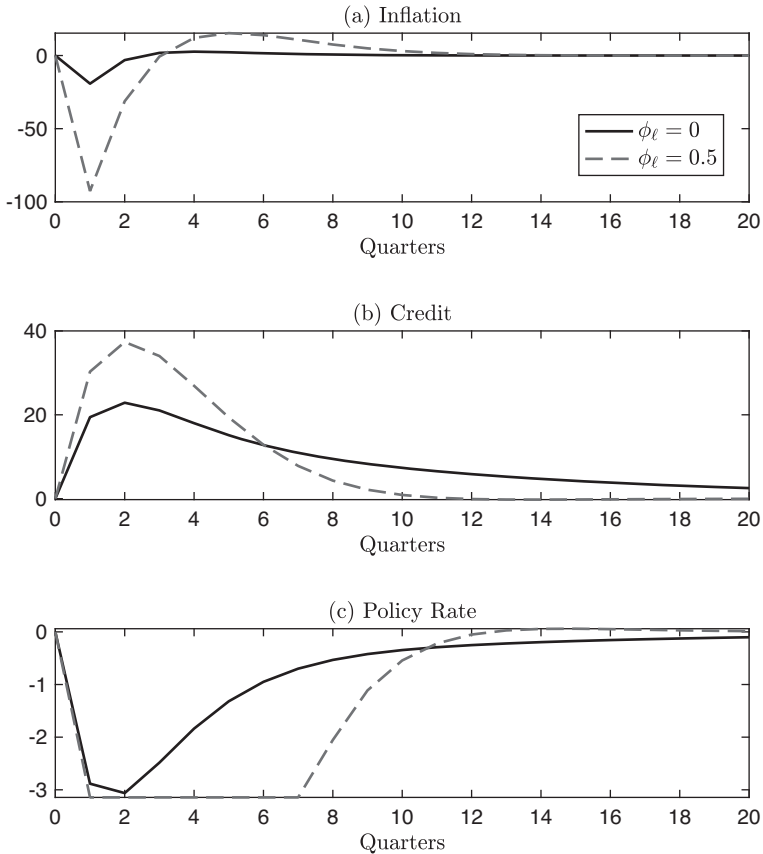 (a) Inflation
0
-50
-100
ϕℓ = 0
ϕℓ = 0.5
0 2 4 6 8 10 12 14 16 18 20
Quarters
(b) Credit
40
20
0
0 2 4 6 8 10 12 14 16 18 20
Quarters
(c) Policy Rate
0
-1
-2
-3
0 2 4 6 8 10 12 14 16 18 20
Quarters